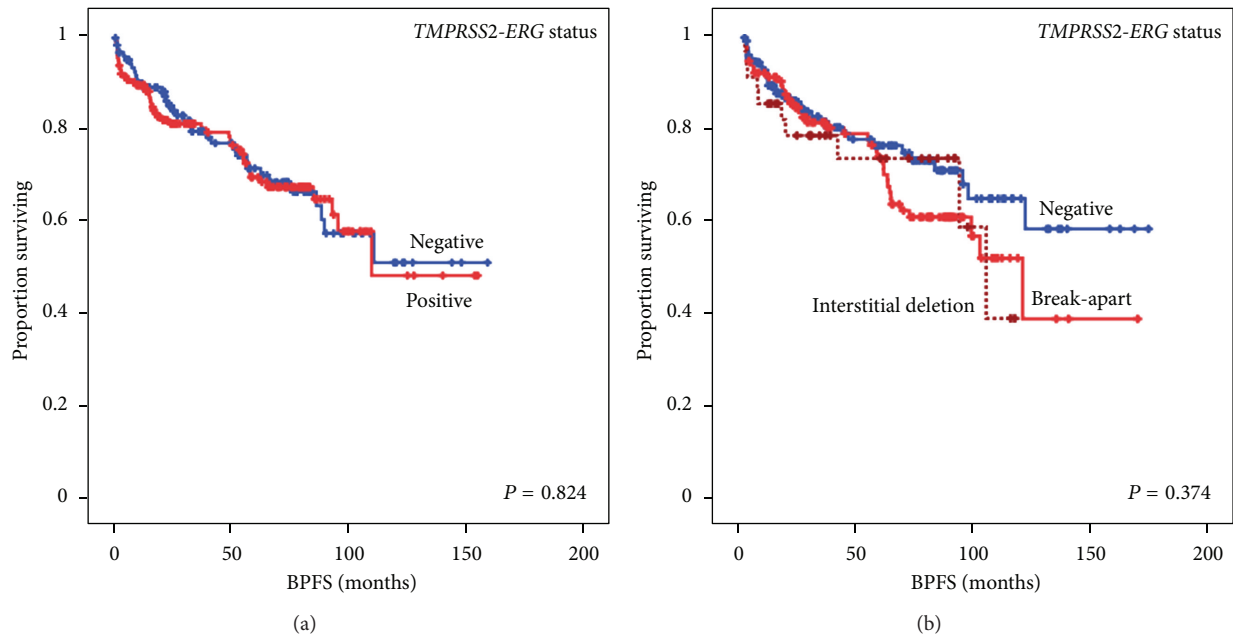 TMPRSS2-ERG status
1
0.8
0.6
0.4
0.2
0
Proportion surviving
Negative
Positive
P = 0.824
0 50 100 150 200
BPFS (months)
(a)
TMPRSS2-ERG status
1
0.8
0.6
0.4
0.2
0
Proportion surviving
Negative
Interstitial deletion
Break-apart
P = 0.374
0 50 100 150 200
BPFS (months)
(b)